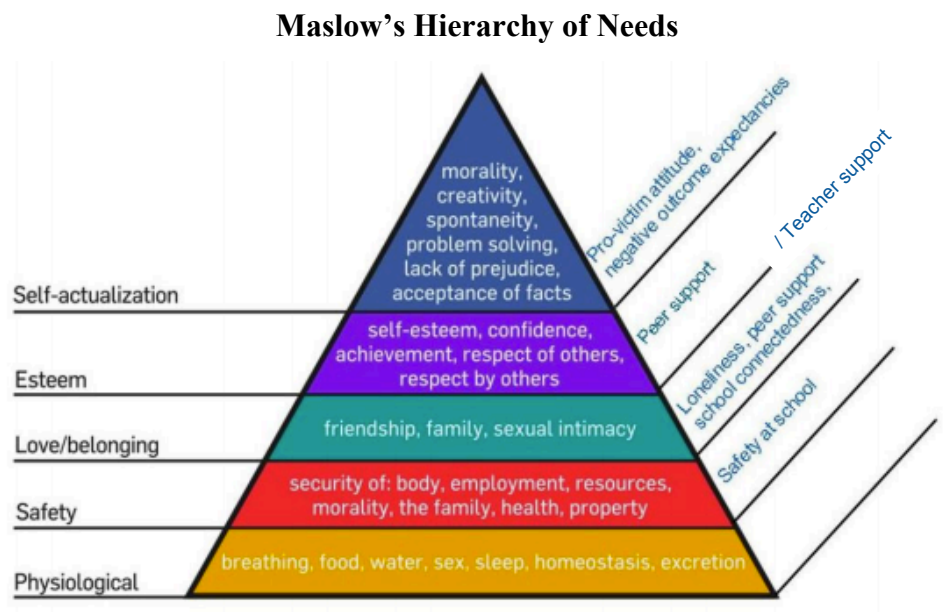 Maslow's Hierarchy of Needs
morality,
creativity,
spontaneity,
problem solving,
lack of prejudice,
acceptance of facts
Self-actualization
Pro-victim attitude,
negative outcome expectancies
self-esteem, confidence,
achievement, respect of others,
respect by others
Esteem
Peer support
/ Teacher support
friendship, family, sexual intimacy
Love/belonging
Loneliness, peer support
school connectedness,
security of: body, employment, resources,
morality, the family, health, property
Safety
Safety at school
breathing, food, water, sex, sleep, homeostasis, excretion
Physiological